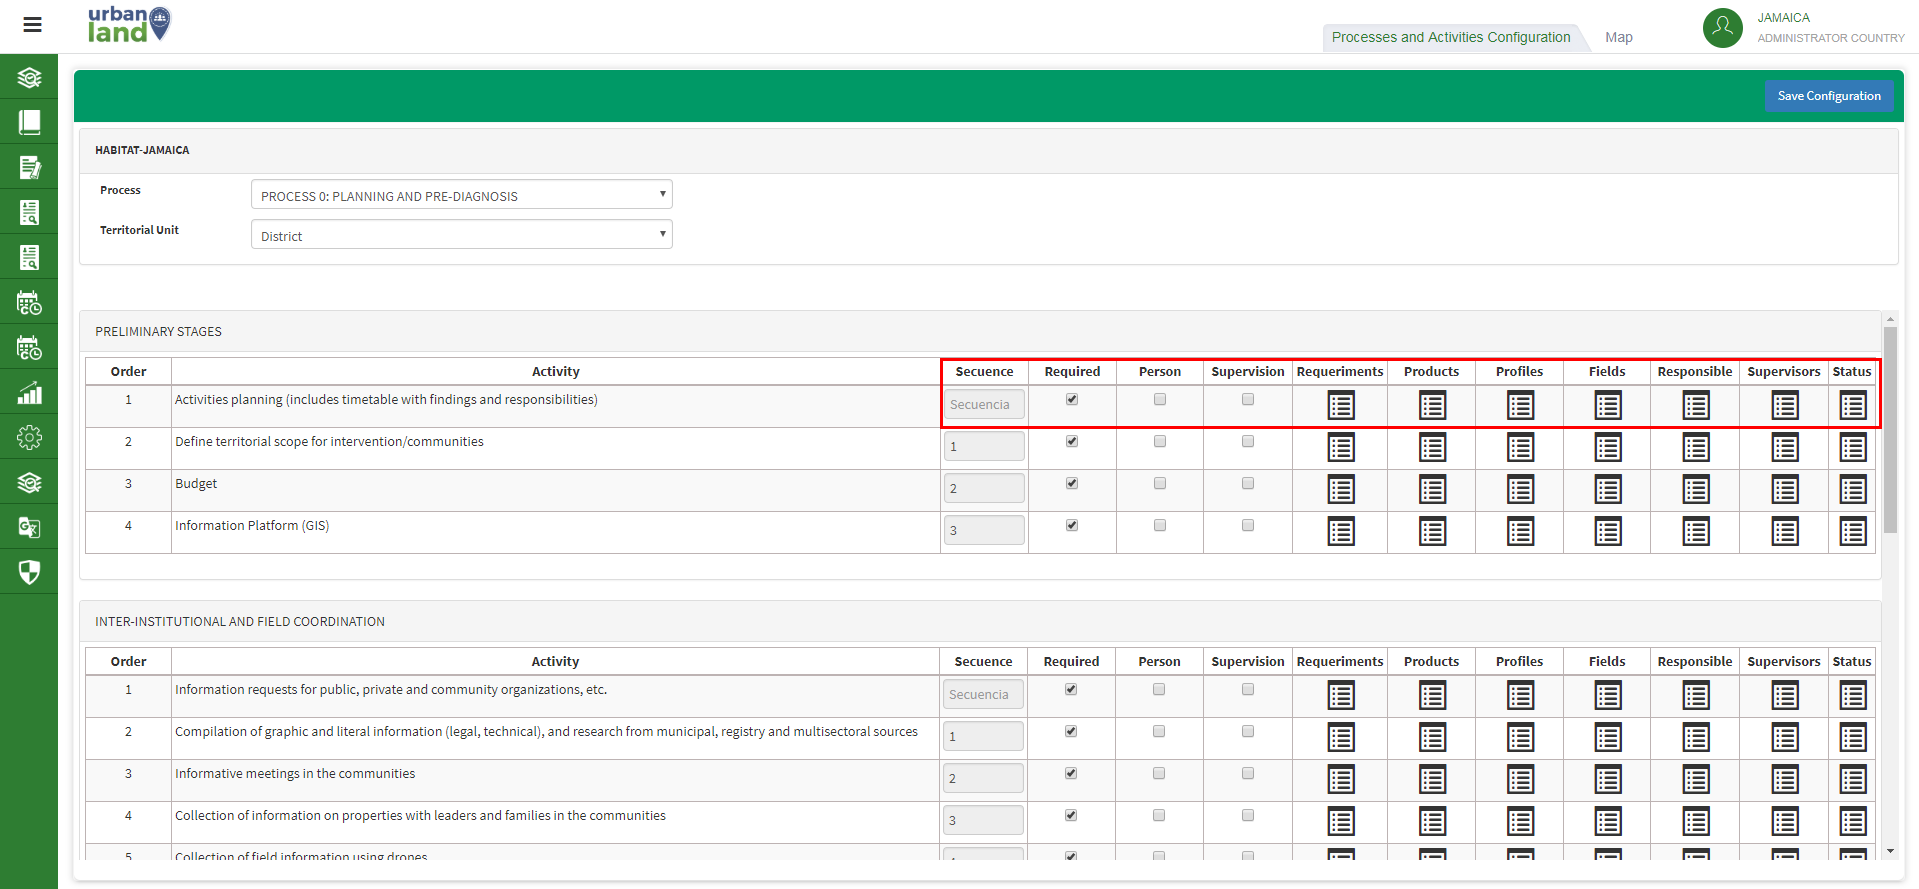 urban
land
Processes and Activities Configuration Map
JAMAICA
ADMINISTRATOR COUNTRY
Save Configuration
HABITAT-JAMAICA
Process PROCESS 0: PLANNING AND PRE-DIAGNOSIS
Territorial Unit District
PRELIMINARY STAGES
Order Activity Secuence Required Person Supervision Requeriments Products Profiles Fields Responsible Supervisors Status
1 Activities planning (includes timetable with findings and responsibilities) Secuencia
2 Define territorial scope for intervention/communities 1
3 Budget 2
4 Information Platform (GIS) 3
INTER-INSTITUTIONAL AND FIELD COORDINATION
Order Activity Secuence Required Person Supervision Requeriments Products Profiles Fields Responsible Supervisors Status
1 Information requests for public, private and community organizations, etc. Secuencia
2 Compilation of graphic and literal information (legal, technical), and research from municipal, registry and multisectoral sources 1
3 Informative meetings in the communities 2
4 Collection of information on properties with leaders and families in the communities 3
5 Collection of field information using drones